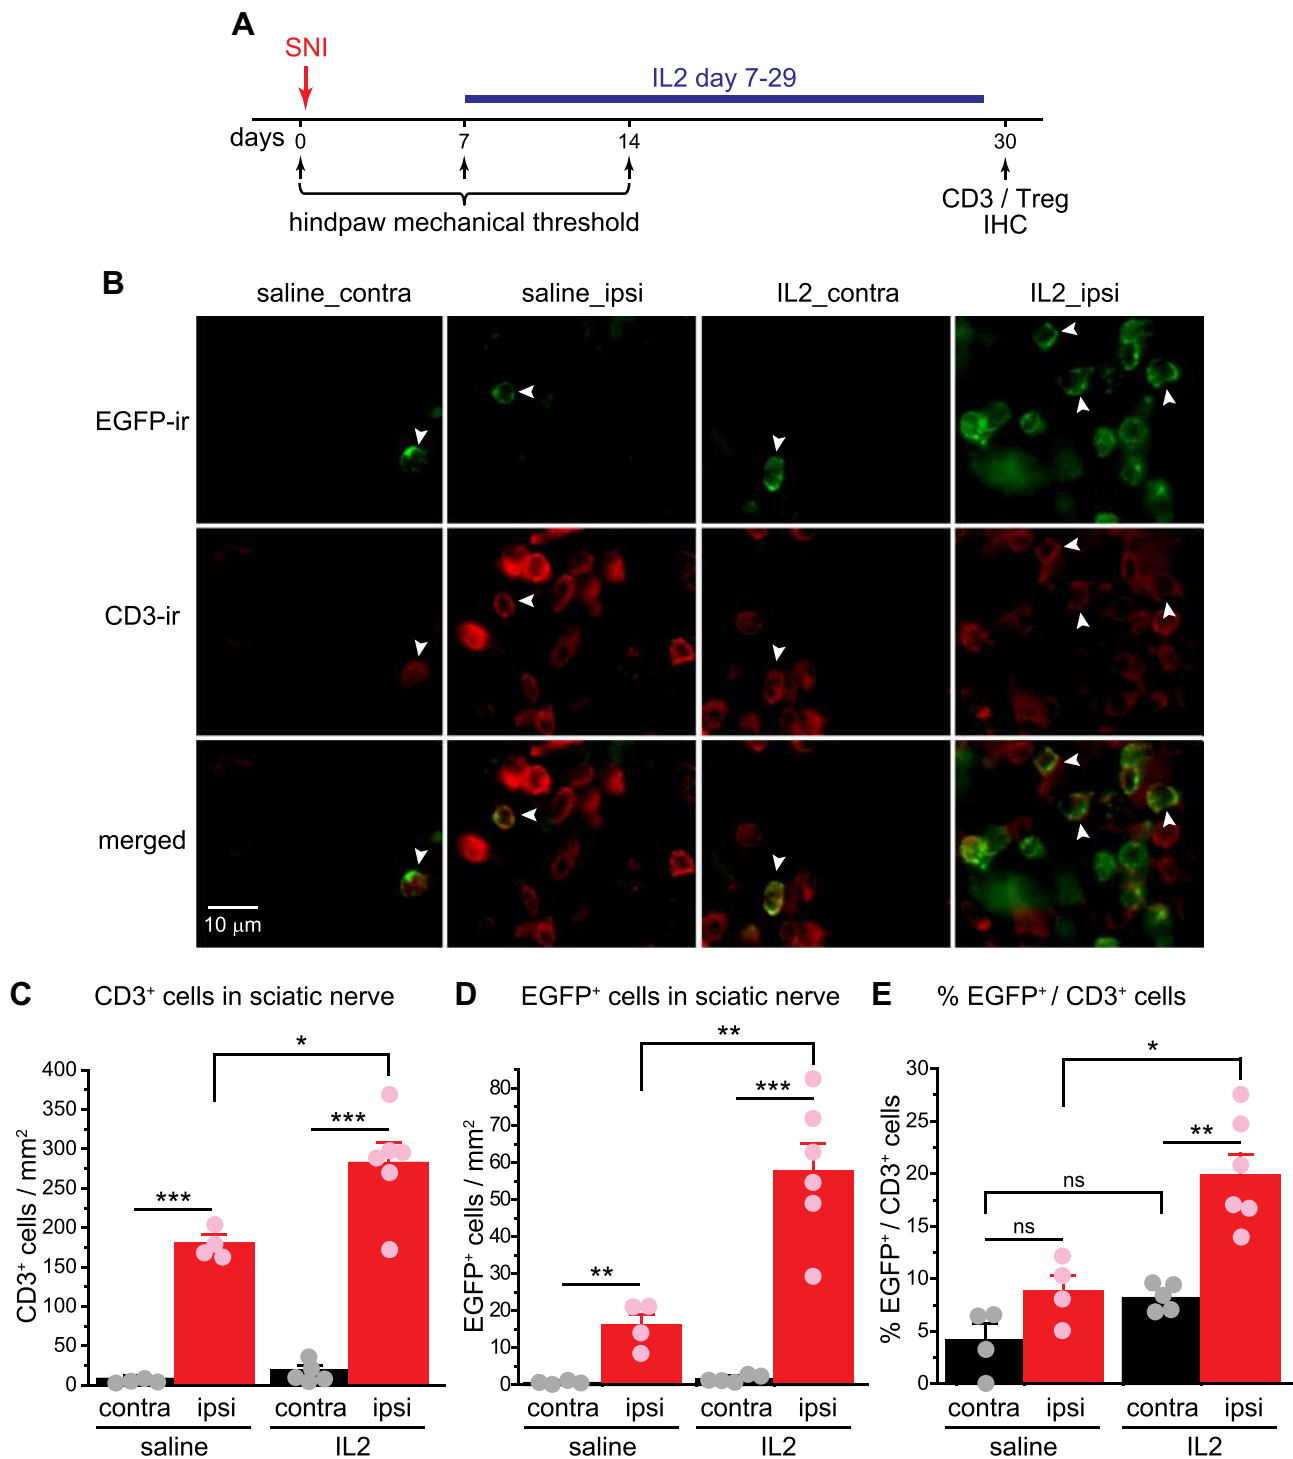 A
SNI
IL2 day 7-29
days 0 7 14 30
hindpaw mechanical threshold
CD3 / Treg
IHC
B
saline_contra saline_ipsi IL2_contra IL2_ipsi
EGFP-ir
CD3-ir
merged
10 μm
C CD3⁺ cells in sciatic nerve
*
***
***
CD3⁺ cells / mm²
400
350
300
250
200
150
100
50
0
contra ipsi contra ipsi
saline IL2
D EGFP⁺ cells in sciatic nerve
**
***
**
EGFP⁺ cells / mm²
80
70
60
50
40
30
20
10
0
contra ipsi contra ipsi
saline IL2
E % EGFP⁺ / CD3⁺ cells
*
**
ns
ns
% EGFP⁺ / CD3⁺ cells
30
25
20
15
10
5
0
contra ipsi contra ipsi
saline IL2